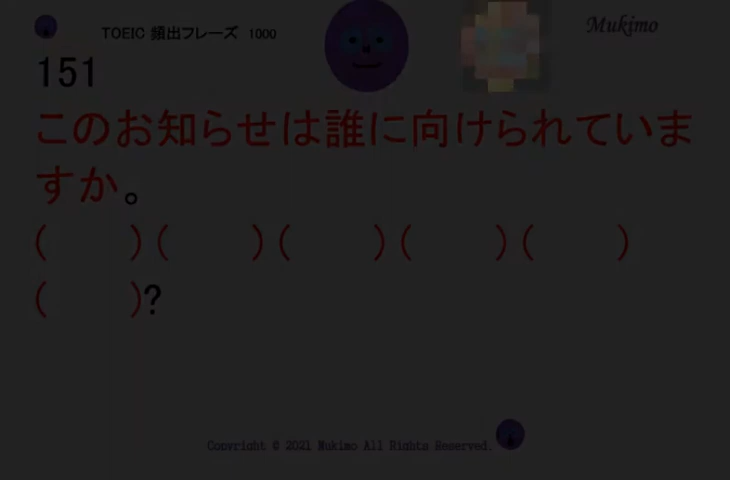 TOEIC 頻出フレーズ 1000
Mukimo
151
このお知らせは誰に向けられていま
すか。
(　　)(　　)(　　)(　　)(　　)
(　　)?
Copyright © 2021 Mukimo All Rights Reserved.